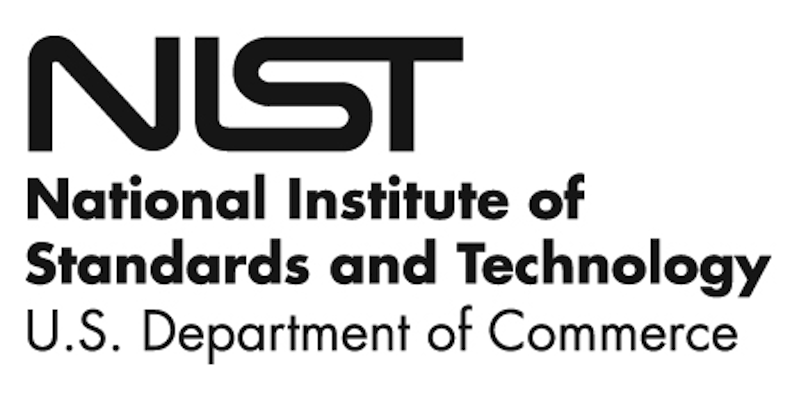 NIST
National Institute of
Standards and Technology
U.S. Department of Commerce